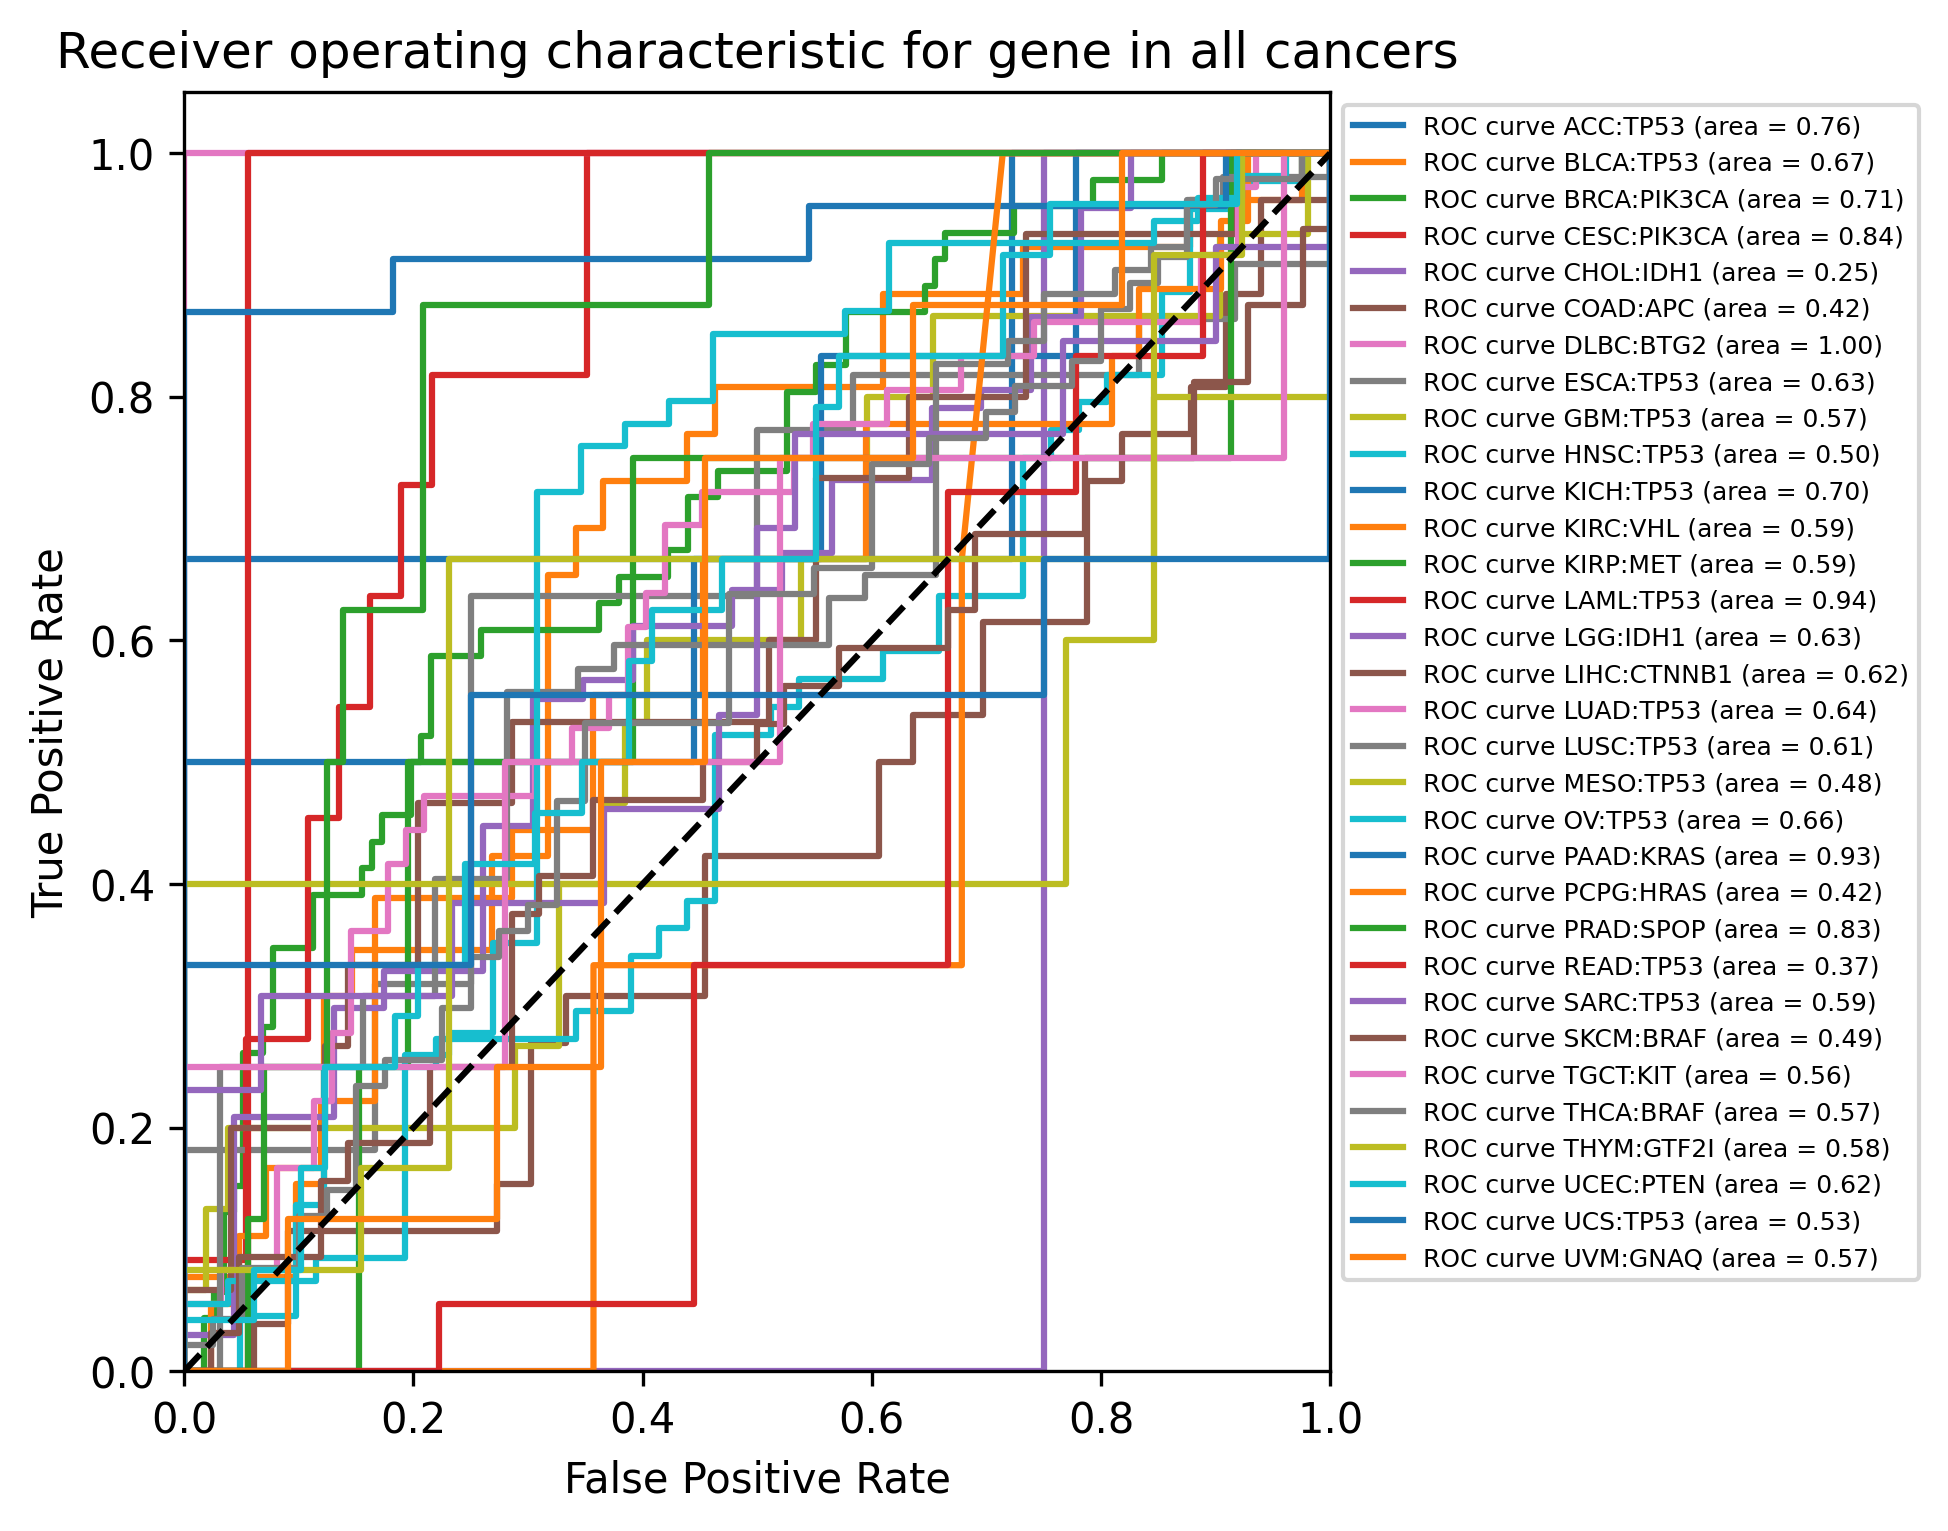 Receiver operating characteristic for gene in all cancers
1.0
0.8
0.6
0.4
0.2
0.0
True Positive Rate
0.0 0.2 0.4 0.6 0.8 1.0
False Positive Rate
ROC curve ACC:TP53 (area = 0.76)
ROC curve BLCA:TP53 (area = 0.67)
ROC curve BRCA:PIK3CA (area = 0.71)
ROC curve CESC:PIK3CA (area = 0.84)
ROC curve CHOL:IDH1 (area = 0.25)
ROC curve COAD:APC (area = 0.42)
ROC curve DLBC:BTG2 (area = 1.00)
ROC curve ESCA:TP53 (area = 0.63)
ROC curve GBM:TP53 (area = 0.57)
ROC curve HNSC:TP53 (area = 0.50)
ROC curve KICH:TP53 (area = 0.70)
ROC curve KIRC:VHL (area = 0.59)
ROC curve KIRP:MET (area = 0.59)
ROC curve LAML:TP53 (area = 0.94)
ROC curve LGG:IDH1 (area = 0.63)
ROC curve LIHC:CTNNB1 (area = 0.62)
ROC curve LUAD:TP53 (area = 0.64)
ROC curve LUSC:TP53 (area = 0.61)
ROC curve MESO:TP53 (area = 0.48)
ROC curve OV:TP53 (area = 0.66)
ROC curve PAAD:KRAS (area = 0.93)
ROC curve PCPG:HRAS (area = 0.42)
ROC curve PRAD:SPOP (area = 0.83)
ROC curve READ:TP53 (area = 0.37)
ROC curve SARC:TP53 (area = 0.59)
ROC curve SKCM:BRAF (area = 0.49)
ROC curve TGCT:KIT (area = 0.56)
ROC curve THCA:BRAF (area = 0.57)
ROC curve THYM:GTF2I (area = 0.58)
ROC curve UCEC:PTEN (area = 0.62)
ROC curve UCS:TP53 (area = 0.53)
ROC curve UVM:GNAQ (area = 0.57)